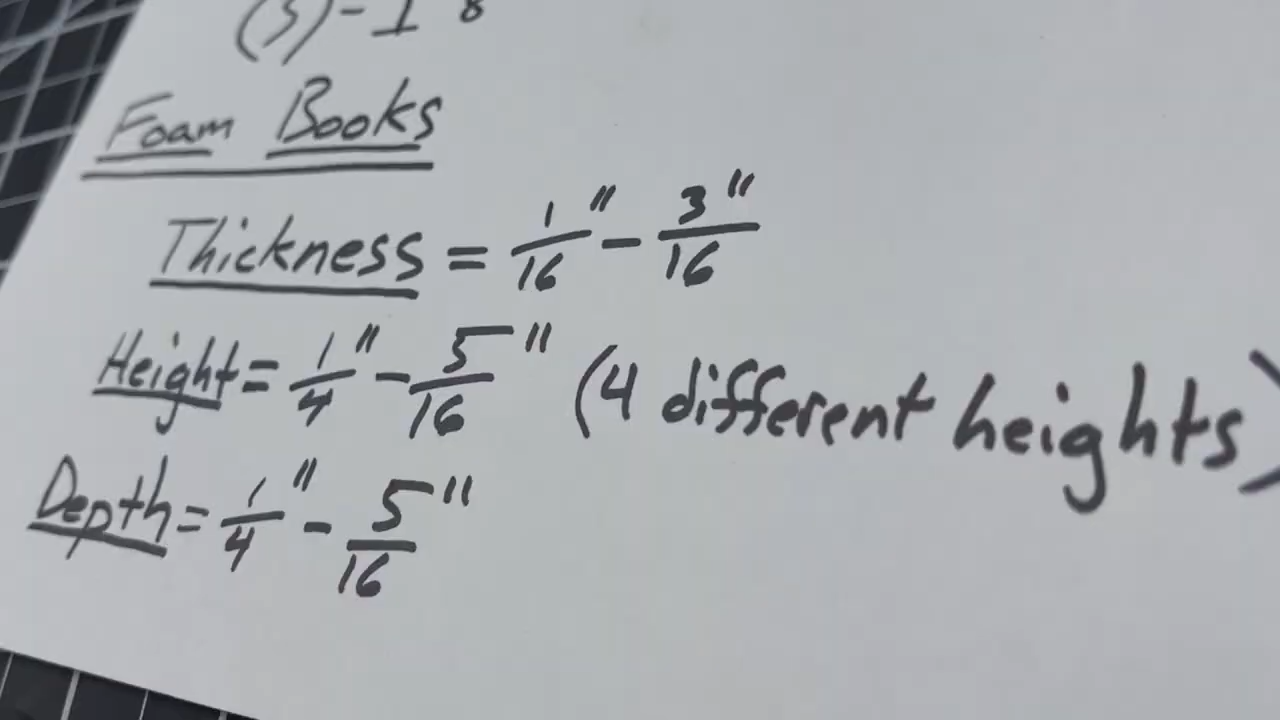 Foam Books
Thickness = 1/16" - 3/16"
Height = 1/4" - 5/16" (4 different heights)
Depth = 1/4" - 5/16"